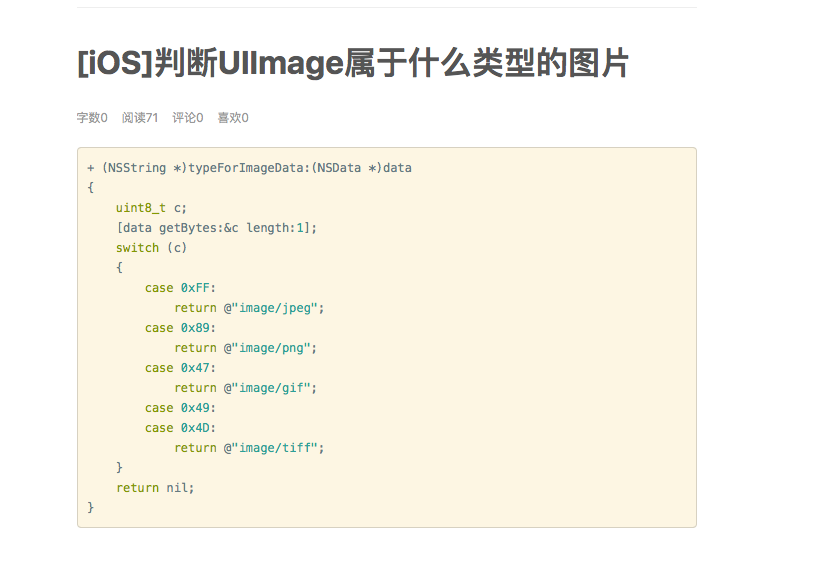 [iOS]判断UIImage属于什么类型的图片
字数0 阅读71 评论0 喜欢0
+ (NSString *)typeForImageData:(NSData *)data
{
    uint8_t c;
    [data getBytes:&c length:1];
    switch (c)
    {
        case 0xFF:
            return @"image/jpeg";
        case 0x89:
            return @"image/png";
        case 0x47:
            return @"image/gif";
        case 0x49:
        case 0x4D:
            return @"image/tiff";
    }
    return nil;
}